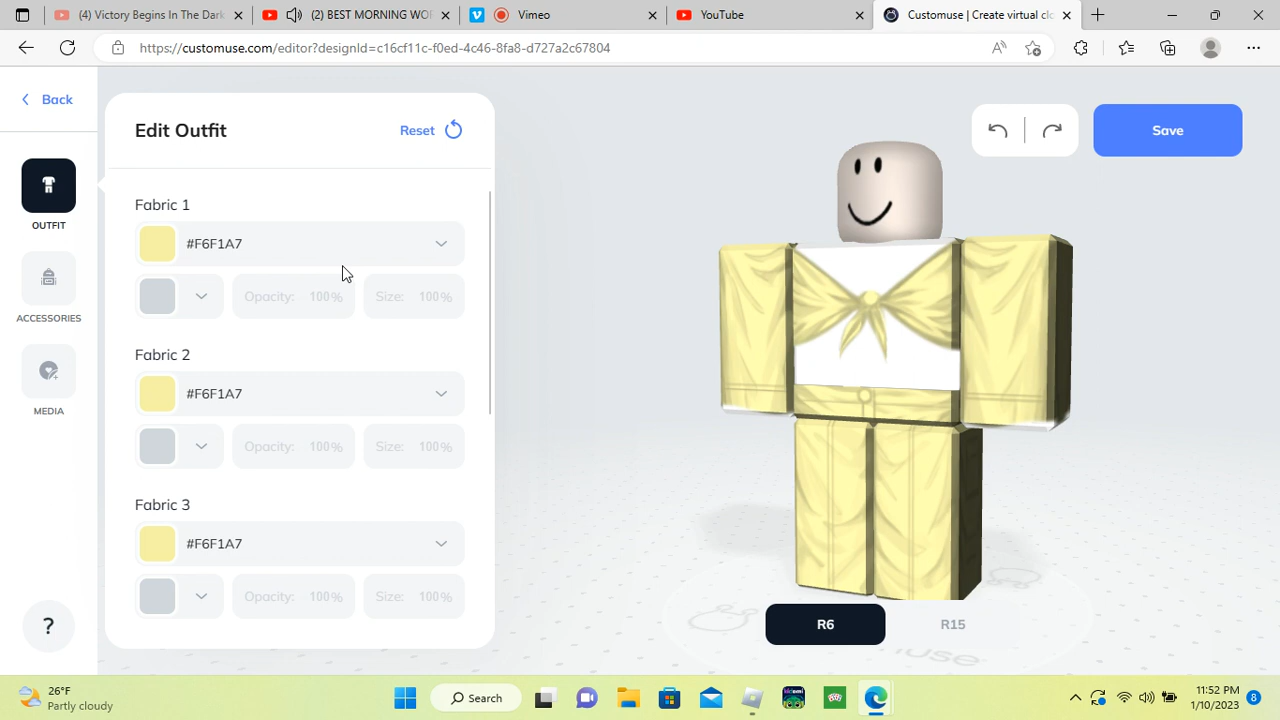 (4) Victory Begins In The Dark
(2) BEST MORNING WO
Vimeo
YouTube
Customuse | Create virtual cl
https://customuse.com/editor?designId=c16cf11c-f0ed-4c46-8fa8-d727a2c67804
Back
Edit Outfit
Reset
Save
OUTFIT
Fabric 1
#F6F1A7
Opacity: 100%
Size: 100%
ACCESSORIES
Fabric 2
#F6F1A7
MEDIA
Opacity: 100%
Size: 100%
Fabric 3
#F6F1A7
Opacity: 100%
Size: 100%
?
R6
R15
muse
26°F
Partly cloudy
Search
11:52 PM
1/10/2023
8